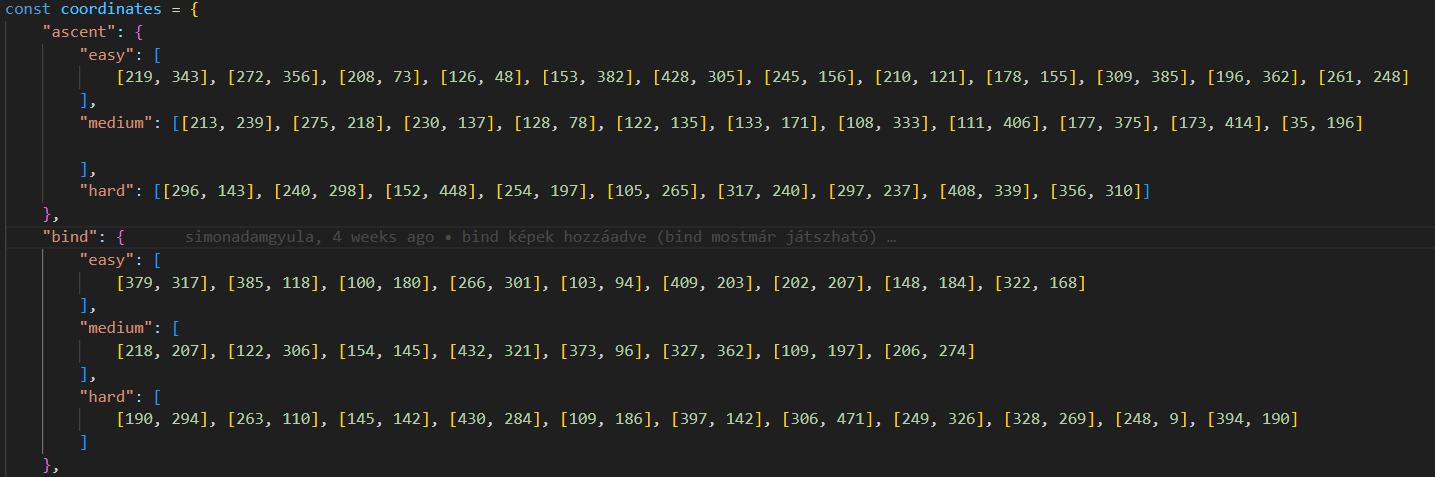 const coordinates = {
    "ascent": {
        "easy": [
            [219, 343], [272, 356], [208, 73], [126, 48], [153, 382], [428, 305], [245, 156], [210, 121], [178, 155], [309, 385], [196, 362], [261, 248]
        ],
        "medium": [[213, 239], [275, 218], [230, 137], [128, 78], [122, 135], [133, 171], [108, 333], [111, 406], [177, 375], [173, 414], [35, 196]
        ],
        "hard": [[296, 143], [240, 298], [152, 448], [254, 197], [105, 265], [317, 240], [297, 237], [408, 339], [356, 310]]
    },
    "bind": {      simonadamgyula, 4 weeks ago • bind képek hozzáadve (bind mostmár játszható) …
        "easy": [
            [379, 317], [385, 118], [100, 180], [266, 301], [103, 94], [409, 203], [202, 207], [148, 184], [322, 168]
        ],
        "medium": [
            [218, 207], [122, 306], [154, 145], [432, 321], [373, 96], [327, 362], [109, 197], [206, 274]
        ],
        "hard": [
            [190, 294], [263, 110], [145, 142], [430, 284], [109, 186], [397, 142], [306, 471], [249, 326], [328, 269], [248, 9], [394, 190]
        ]
    },